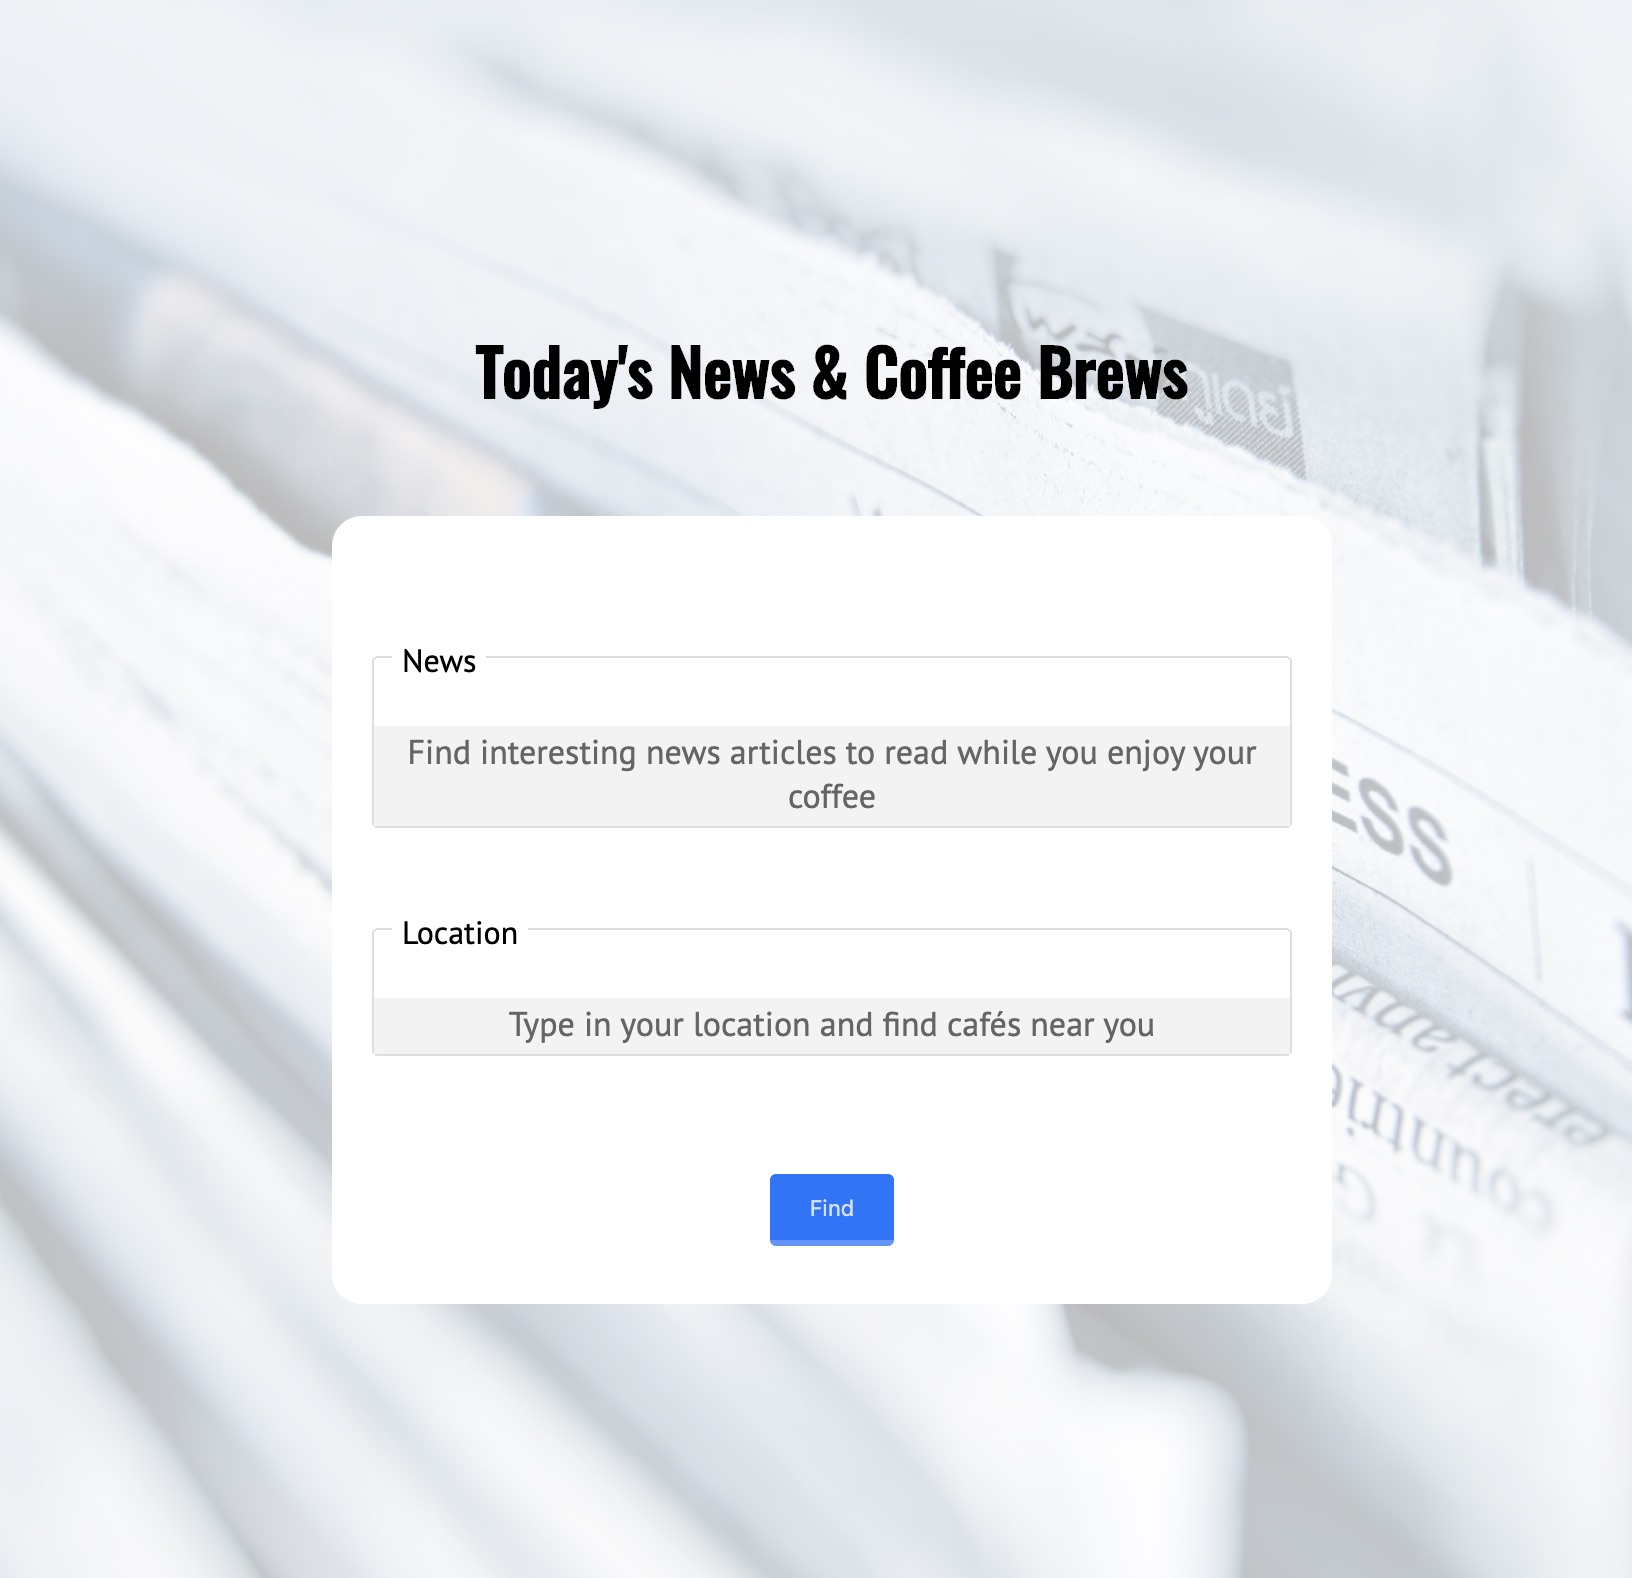 Today's News & Coffee Brews
News
Find interesting news articles to read while you enjoy your
coffee
ESS
Location
Type in your location and find cafés near you
Find